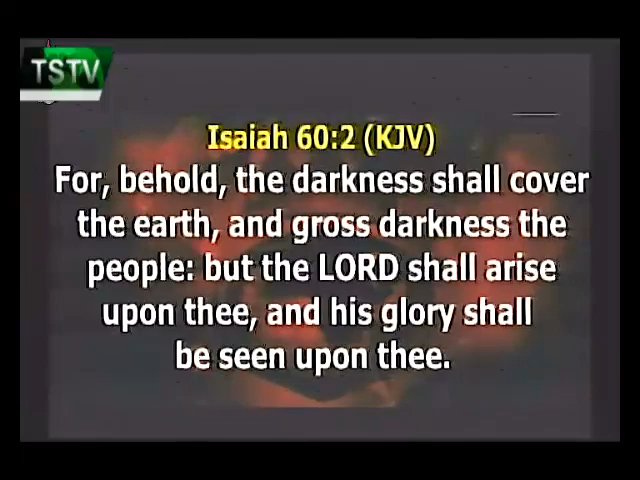 TSTV
Isaiah 60:2 (KJV)
For, behold, the darkness shall cover
the earth, and gross darkness the
people: but the LORD shall arise
upon thee, and his glory shall
be seen upon thee.